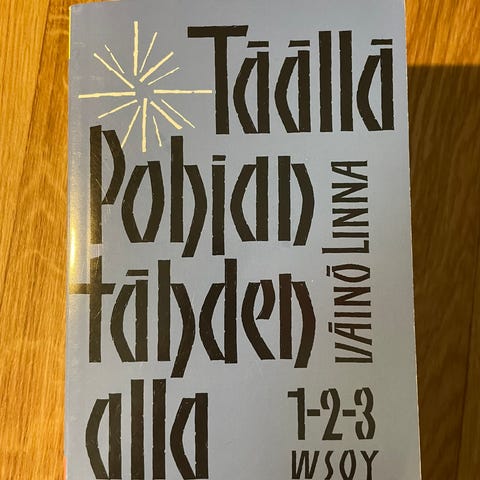 Täällä
Pohjan
tähden
alla
VÄINÖ LINNA
1-2-3
WSOY